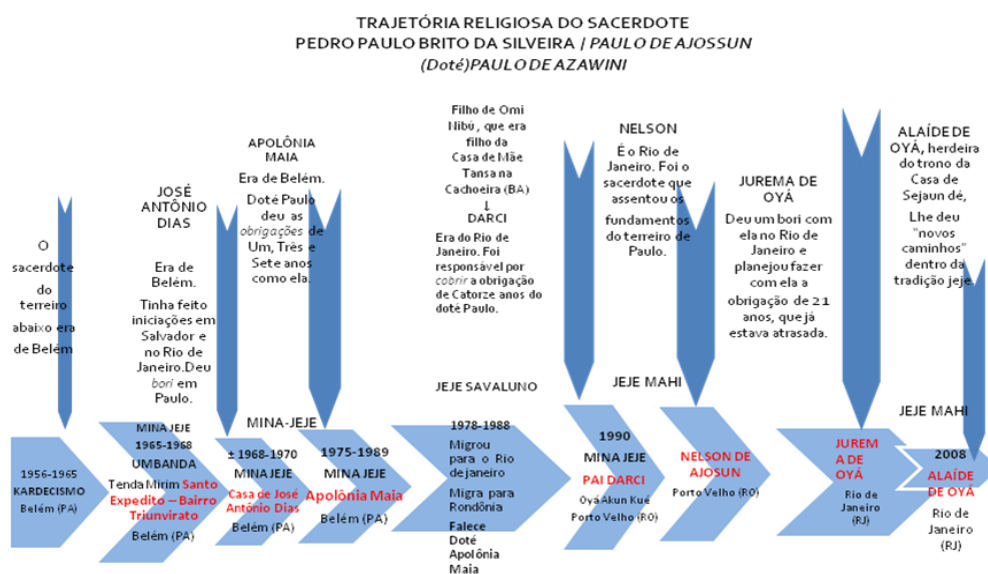 TRAJETÓRIA RELIGIOSA DO SACERDOTE
PEDRO PAULO BRITO DA SILVEIRA / PAULO DE AJOSSUN
(Doté)PAULO DE AZAWINI
O
sacerdote
do
terreiro
abaixo era
de Belém
JOSÉ
ANTÔNIO
DIAS
Era de
Belém.
Tinha feito
iniciações em
Salvador e
no Rio de
Janeiro.Deu
bori em
Paulo.
APOLÔNIA
MAIA
Era de Belém.
Doté Paulo
deu as
obrigações de
Um, Três e
Sete anos
como ela.
Filho de Omi
Nibú, que era
filho da
Casa de Mãe
Tansa na
Cachoeira (BA)
↓
DARCI
Era do Rio de
Janeiro. Foi
responsável por
cobrir a obrigação
de Catorze anos do
doté Paulo.
NELSON
É o Rio de
Janeiro. Foi o
sacerdote que
assentou os
fundamentos
do terreiro de
Paulo.
JUREMA DE
OYÁ
Deu um bori com
ela no Rio de
Janeiro e
planejou fazer
com ela a
obrigação de 21
anos, que já
estava atrasada.
ALAÍDE DE
OYÁ, herdeira
do trono da
Casa de
Sejaun dé,
Lhe deu
"novos
caminhos"
dentro da
tradição jeje.
MINA-JEJE
JEJE SAVALUNO
JEJE MAHI
JEJE MAHI
1956-1965
KARDECISMO
Belém (PA)
MINA JEJE
1965-1968
UMBANDA
Tenda Mirim Santo
Expedito – Bairro
Triunvirato
Belém (PA)
± 1968-1970
MINA JEJE
Casa de José
Antônio Dias
Belém (PA)
1975-1989
MINA JEJE
Apolônia Maia
Belém (PA)
1978-1988
Migrou
para o Rio
de janeiro
Migra para
Rondônia
Falece
Doté
Apolônia
Maia
1990
MINA JEJE
PAI DARCI
Oyá Akun Kué
Porto Velho (RO)
NELSON DE
AJOSUN
Porto Velho (RO)
JUREM
A DE
OYÁ
Rio de
Janeiro
(RJ)
2008
ALAÍDE
DE OYÁ
Rio de
Janeiro
(RJ)